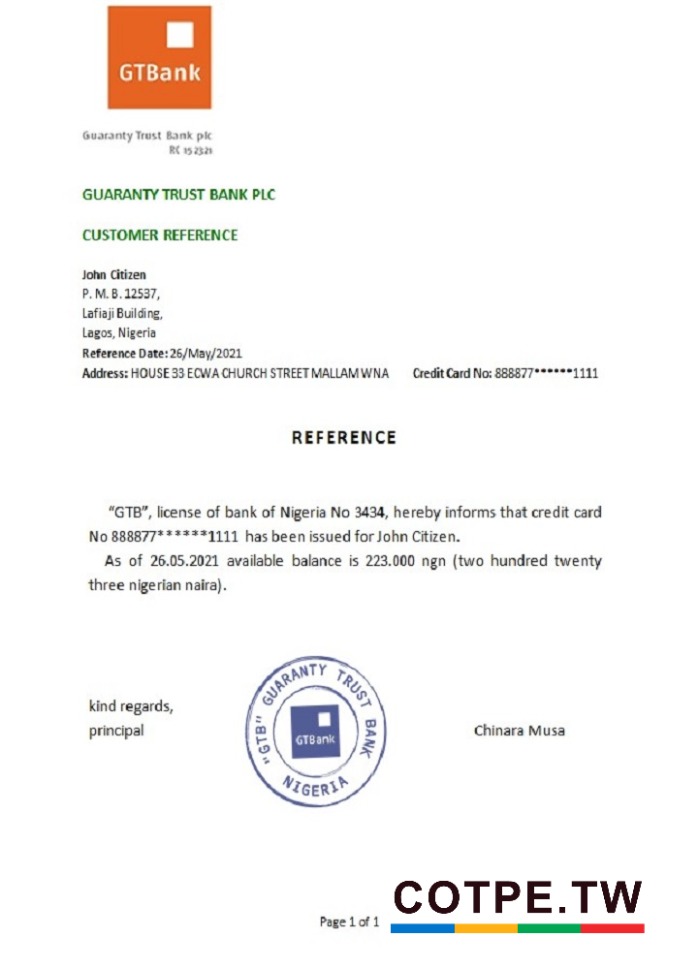 GTBank
Guaranty Trust Bank plc
RC 152321
GUARANTY TRUST BANK PLC
CUSTOMER REFERENCE
John Citizen
P. M. B. 12537,
Lafiaji Building,
Lagos, Nigeria
Reference Date: 26/May/2021
Address: HOUSE 33 ECWA CHURCH STREET MALLAM WNA Credit Card No: 888877******1111
REFERENCE
“GTB”, license of bank of Nigeria No 3434, hereby informs that credit card
No 888877******1111 has been issued for John Citizen.
As of 26.05.2021 available balance is 223.000 ngn (two hundred twenty
three nigerian naira).
kind regards,
principal
"GTB" GUARANTY TRUST BANK
GTBank
NIGERIA
Chinara Musa
COTPE.TW
Page 1 of 1